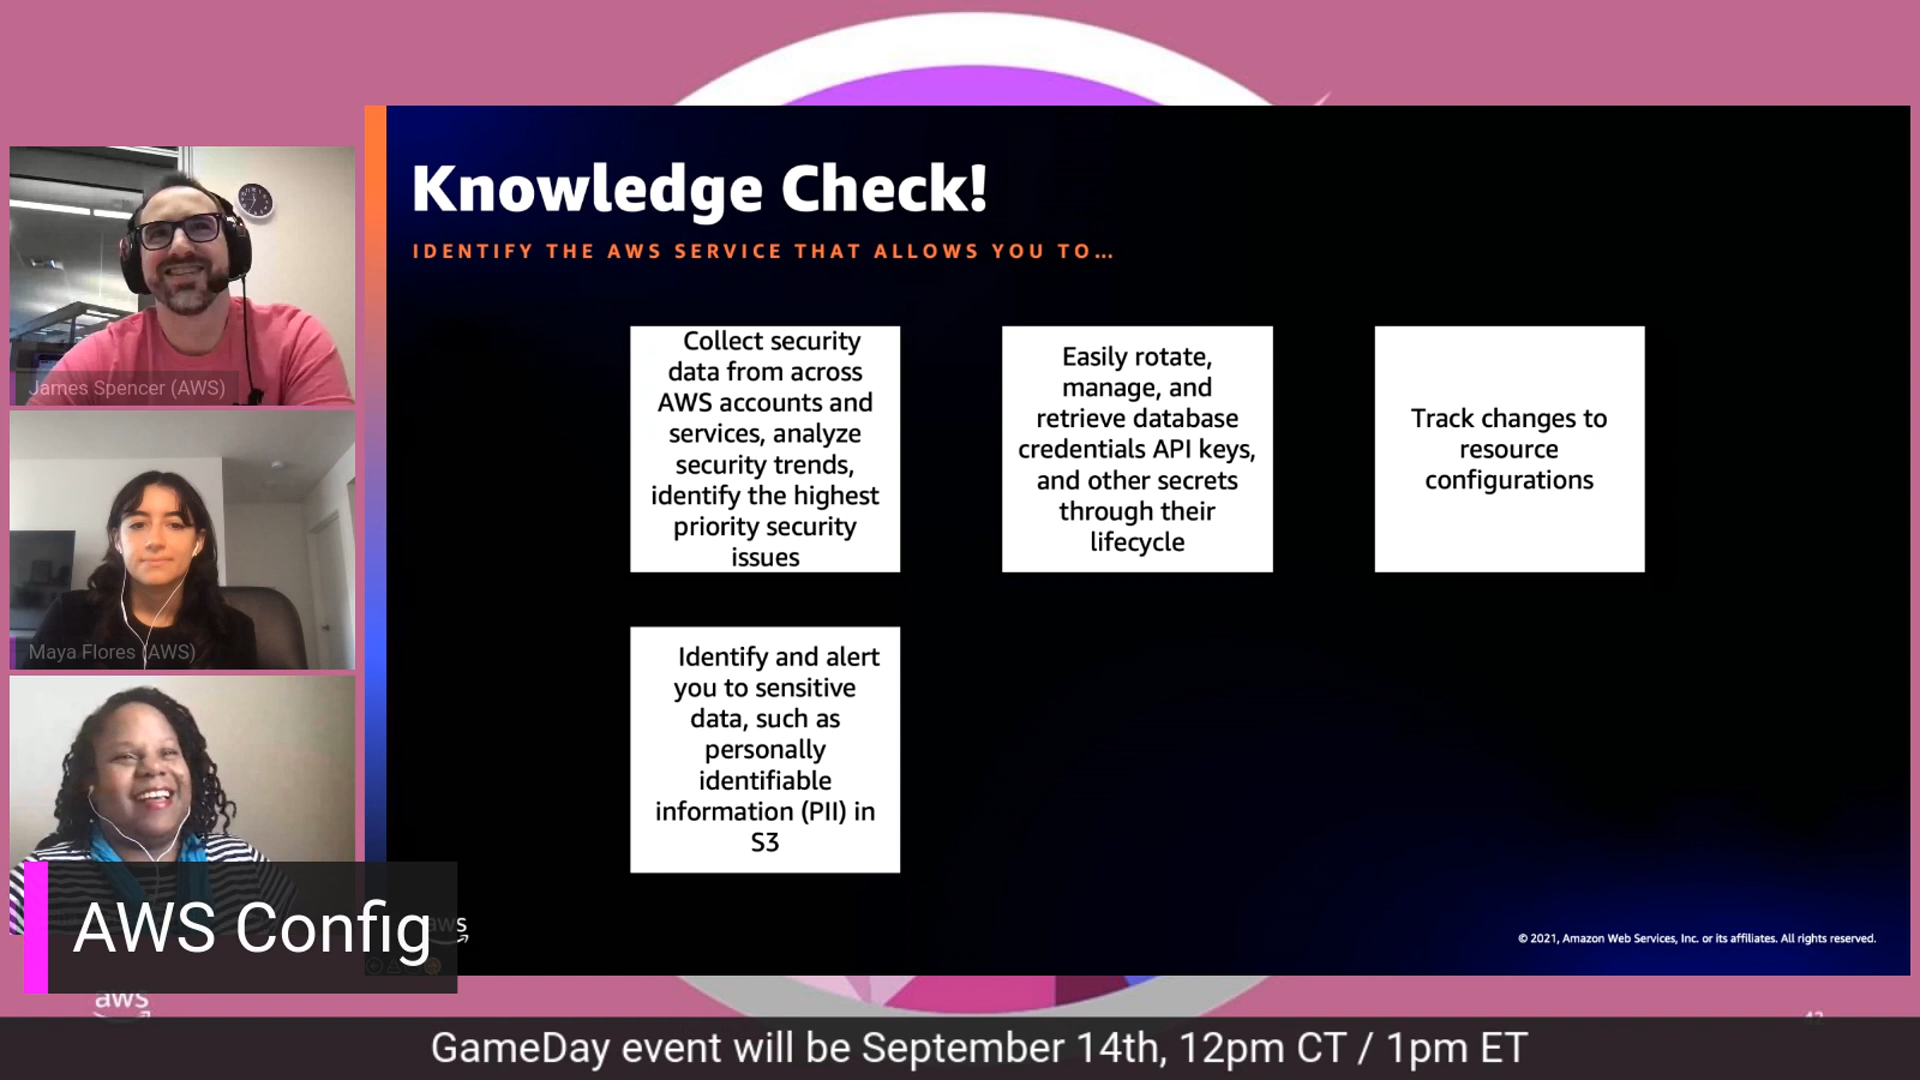 Knowledge Check!
IDENTIFY THE AWS SERVICE THAT ALLOWS YOU TO...
Collect security
data from across
AWS accounts and
services, analyze
security trends,
identify the highest
priority security
issues
Easily rotate,
manage, and
retrieve database
credentials API keys,
and other secrets
through their
lifecycle
Track changes to
resource
configurations
Identify and alert
you to sensitive
data, such as
personally
identifiable
information (PII) in
S3
James Spencer (AWS)
Maya Flores (AWS)
AWS Config
aws
© 2021, Amazon Web Services, Inc. or its affiliates. All rights reserved.
aws
GameDay event will be September 14th, 12pm CT / 1pm ET